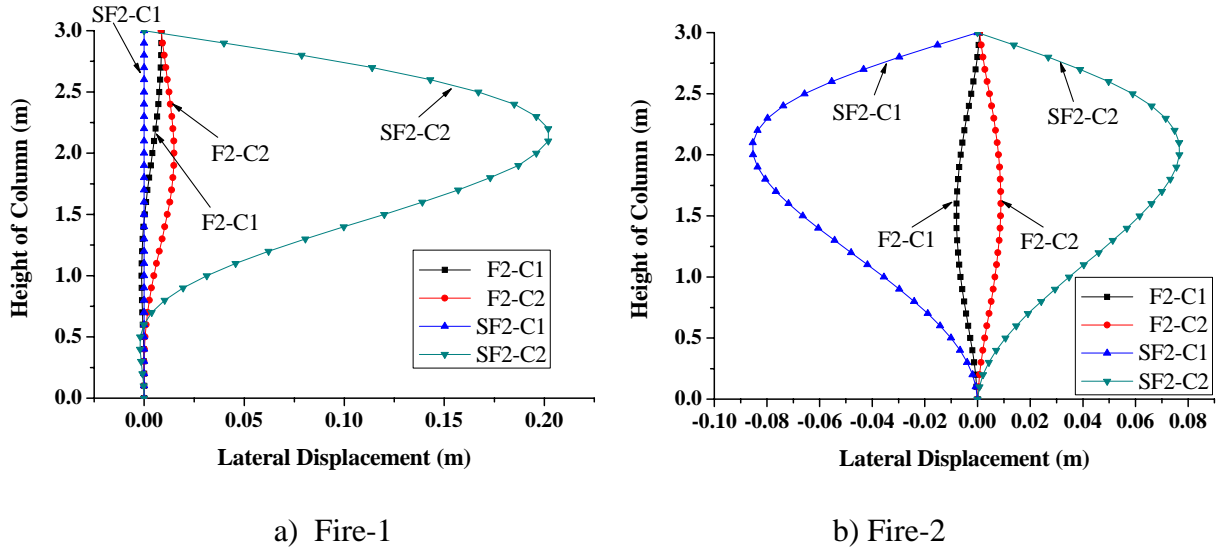 SF2-C1
3.0
2.5
2.0
1.5
1.0
0.5
0.0
Height of Column (m)
SF2-C2
F2-C2
F2-C1
F2-C1
F2-C2
SF2-C1
SF2-C2
0.00 0.05 0.10 0.15 0.20
Lateral Displacement (m)
a) Fire-1
3.0
2.5
2.0
1.5
1.0
0.5
0.0
Height of Column (m)
SF2-C1
SF2-C2
F2-C1
F2-C2
F2-C1
F2-C2
SF2-C1
SF2-C2
-0.10 -0.08 -0.06 -0.04 -0.02 0.00 0.02 0.04 0.06 0.08
Lateral Displacement (m)
b) Fire-2